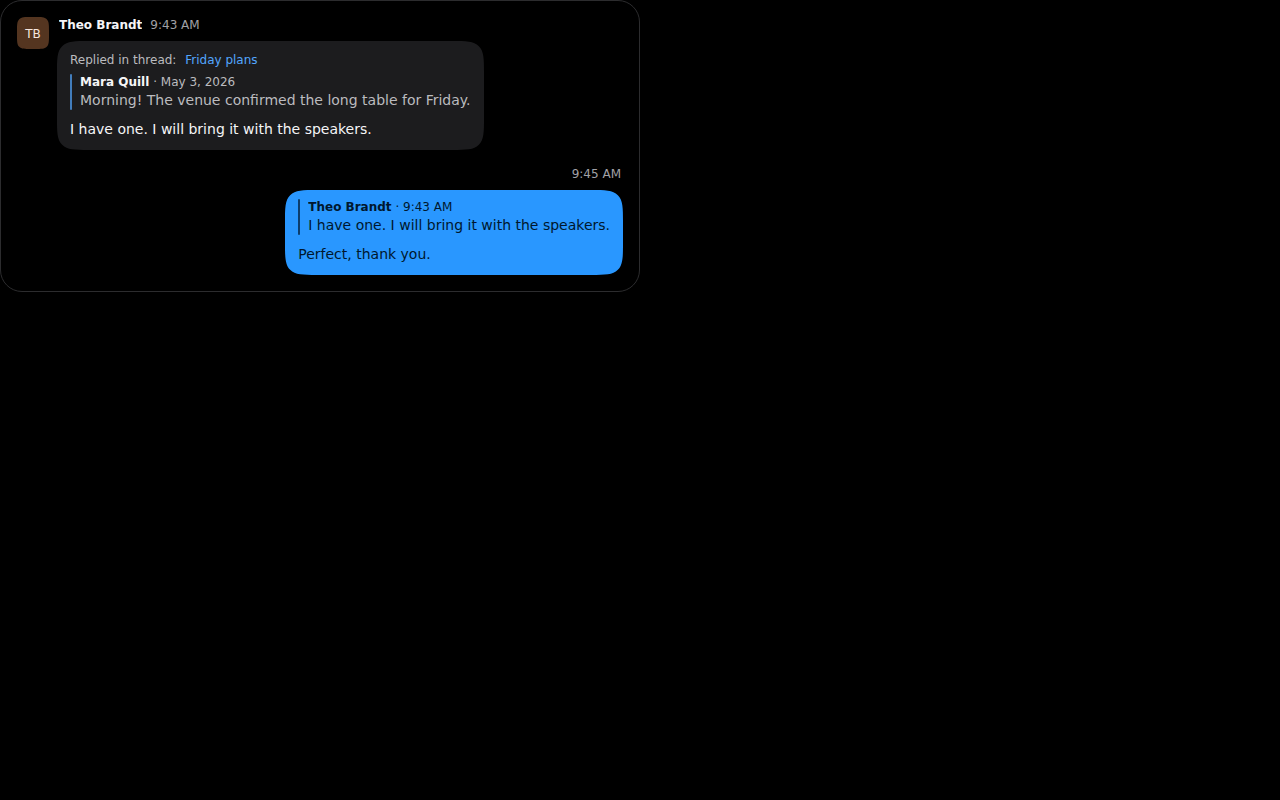 TB
Theo Brandt 9:43 AM
Replied in thread: Friday plans
Mara Quill · May 3, 2026
Morning! The venue confirmed the long table for Friday.
I have one. I will bring it with the speakers.
9:45 AM
Theo Brandt · 9:43 AM
I have one. I will bring it with the speakers.
Perfect, thank you.